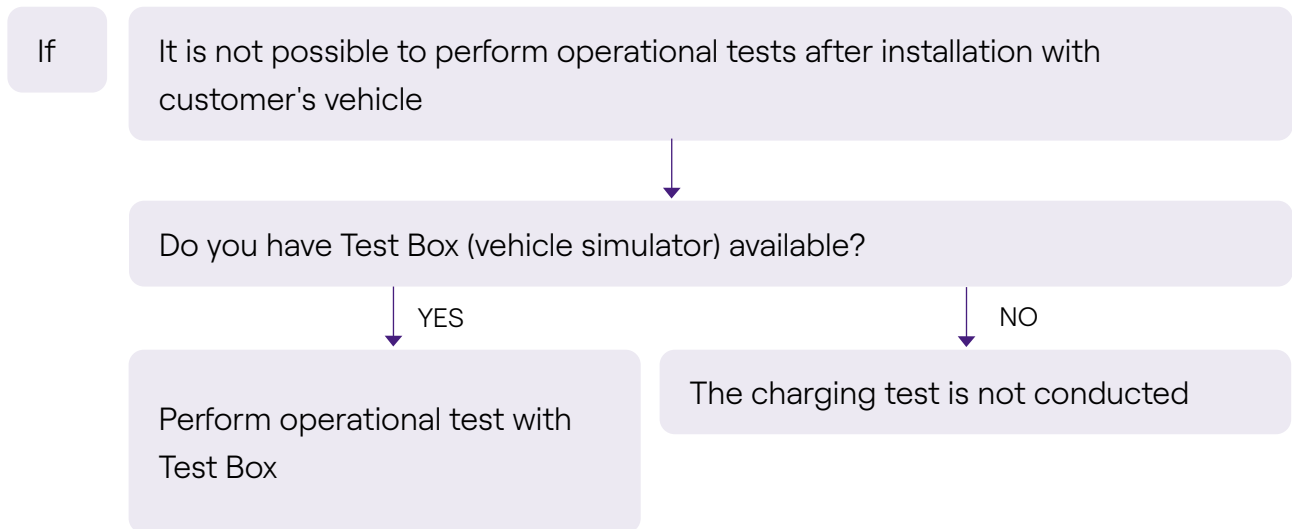 If
It is not possible to perform operational tests after installation with
customer's vehicle
Do you have Test Box (vehicle simulator) available?
YES
NO
Perform operational test with
Test Box
The charging test is not conducted